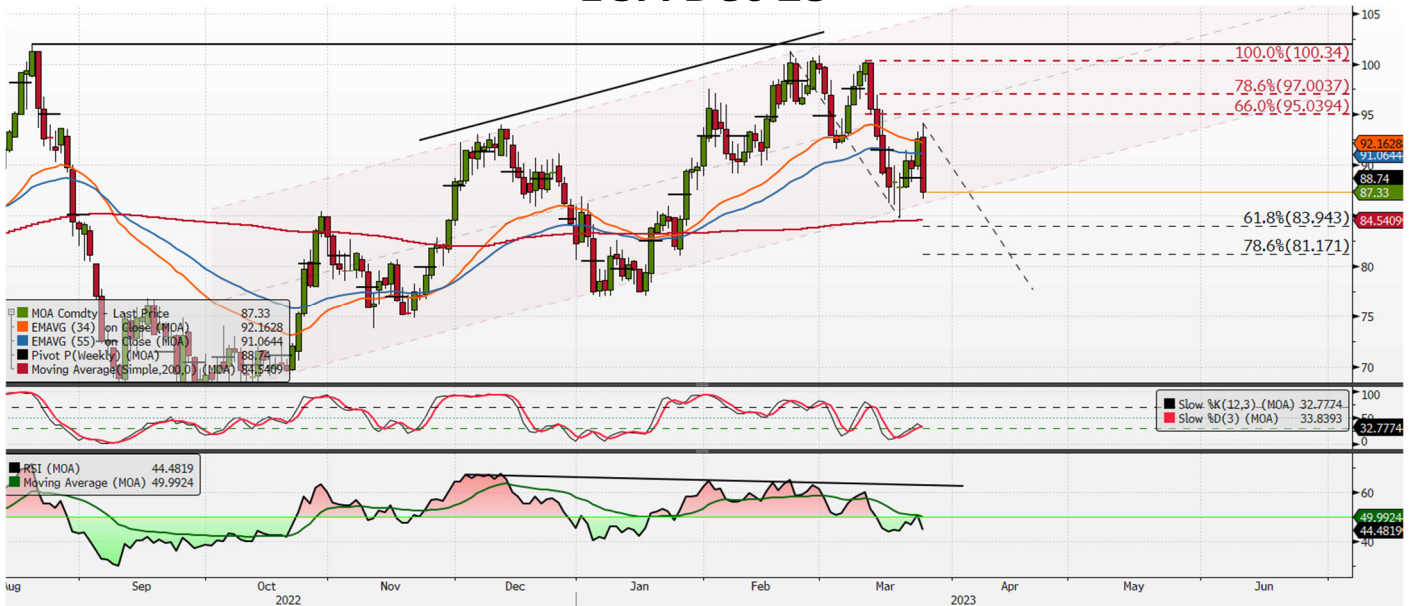 105
100.0%(100.34)
100
78.6%(97.0037)
66.0%(95.0394)
95
92.1628
91.0644
90
88.74
87.33
61.8%(83.943)
84.5409
78.6%(81.171)
80
75
70
MOA Comdty - Last Price 87.33
EMAVG (34) on Close (MOA) 92.1628
EMAVG (55) on Close (MOA) 91.0644
Pivot P(Weekly) (MOA) 88.74
Moving Average(Simple,200,0) (MOA) 84.5409
100
50
0
Slow %K(12,3) (MOA) 32.7774
Slow %D(3) (MOA) 33.8393
32.7774
RSI (MOA) 44.4819
Moving Average (MOA) 49.9924
60
49.9924
44.4819
40
Aug Sep Oct Nov Dec Jan Feb Mar Apr May Jun
2022 2023